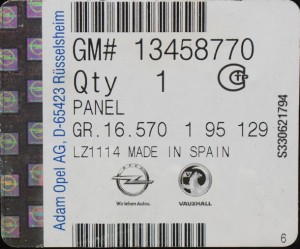 Adam Opel AG, D-65423 Rüsselsheim
GM# 13458770
Qty 1
PANEL
GR.16.570 1 95 129
LZ1114 MADE IN SPAIN
Wir leben Autos.
VAUXHALL
S330621794
6